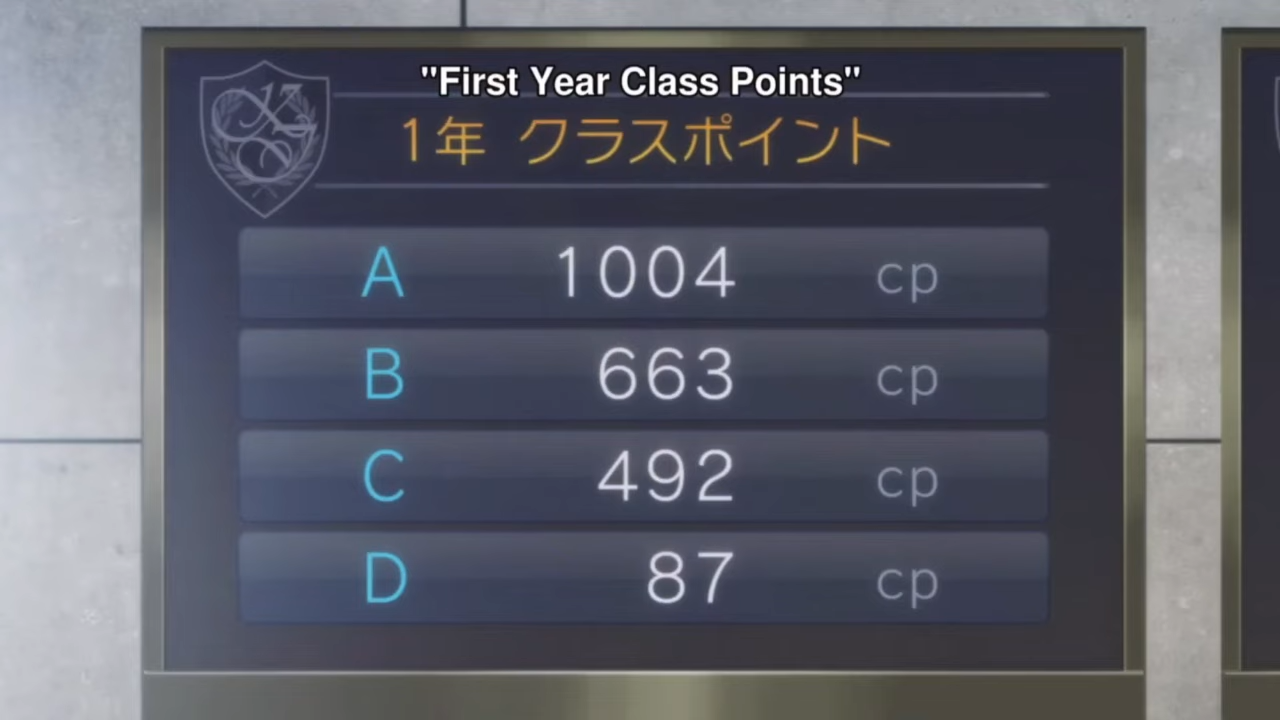 "First Year Class Points"
1年 クラスポイント
A 1004 cp
B 663 cp
C 492 cp
D 87 cp